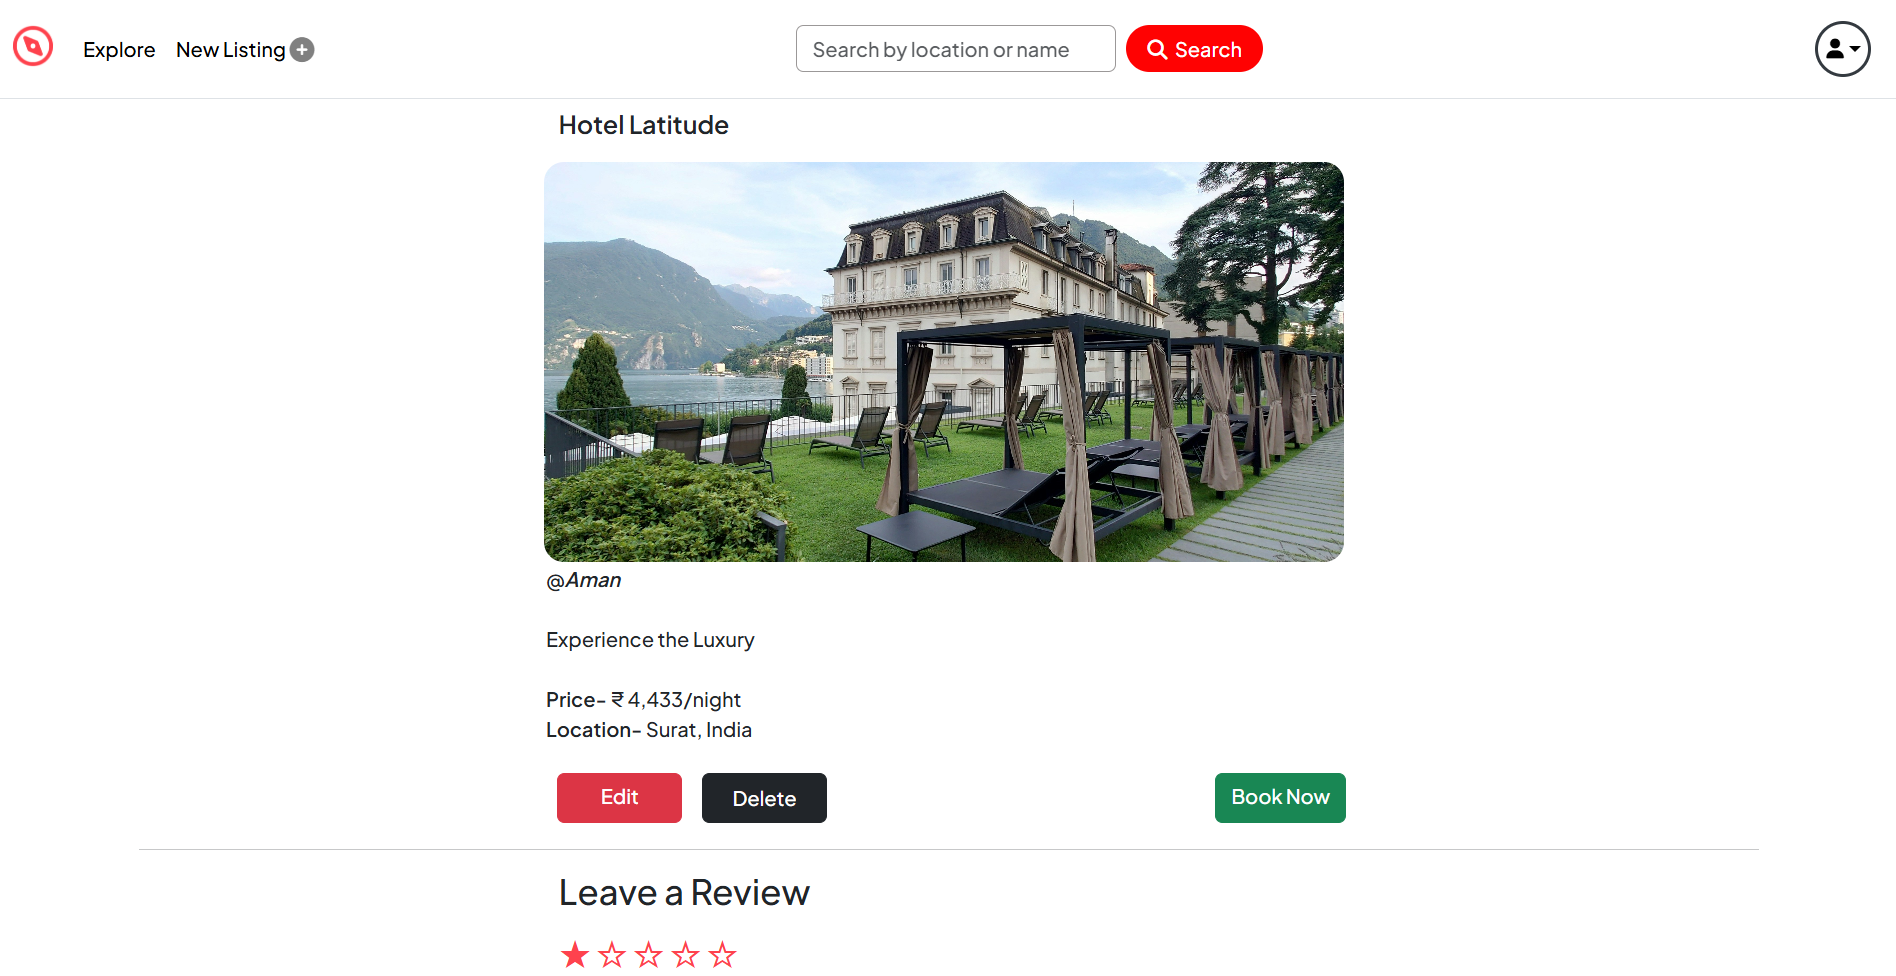 Explore New Listing
Search by location or name Search
Hotel Latitude
@Aman
Experience the Luxury
Price- ₹ 4,433/night
Location- Surat, India
Edit Delete Book Now
Leave a Review